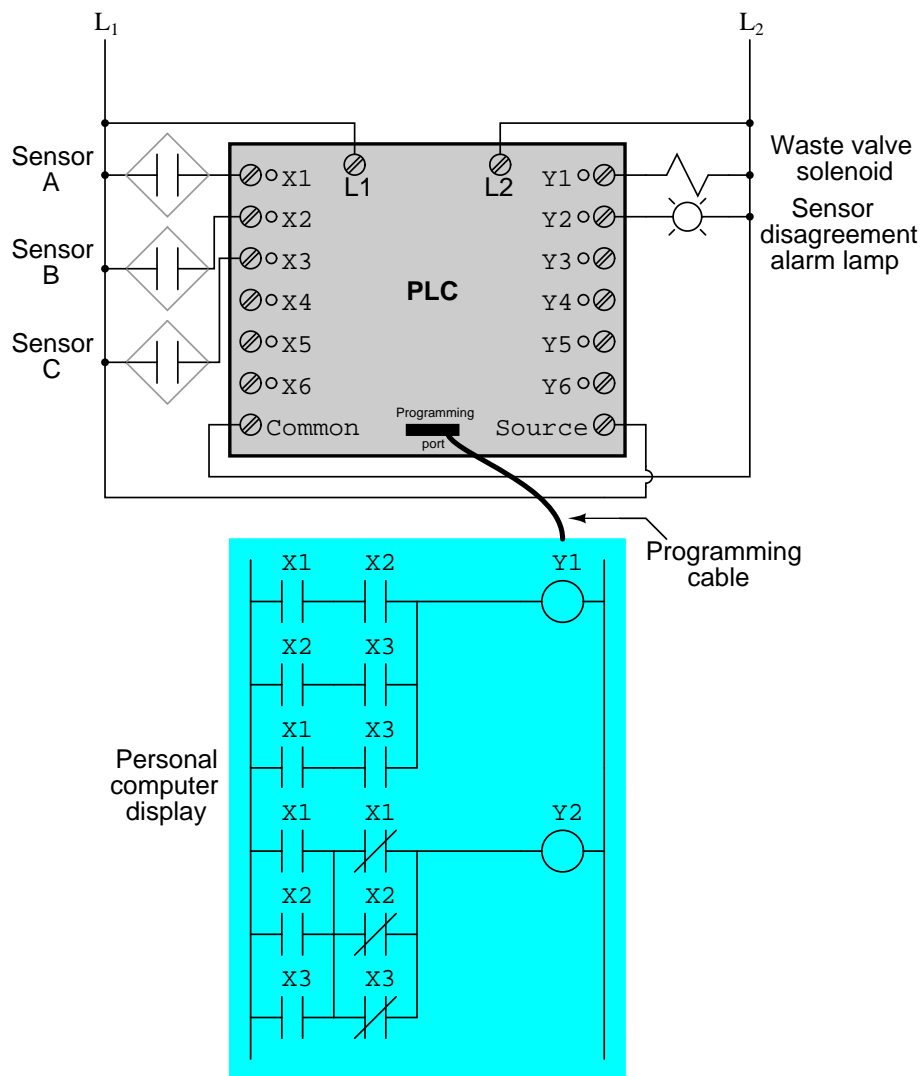 L1
L2
Sensor
A
Sensor
B
Sensor
C
X1
X2
X3
X4
X5
X6
Common
L1
L2
PLC
Programming
port
Y1
Y2
Y3
Y4
Y5
Y6
Source
Waste valve
solenoid
Sensor
disagreement
alarm lamp
Programming
cable
Personal
computer
display
X1 X2 Y1
X2 X3
X1 X3
X1 X1 Y2
X2 X2
X3 X3